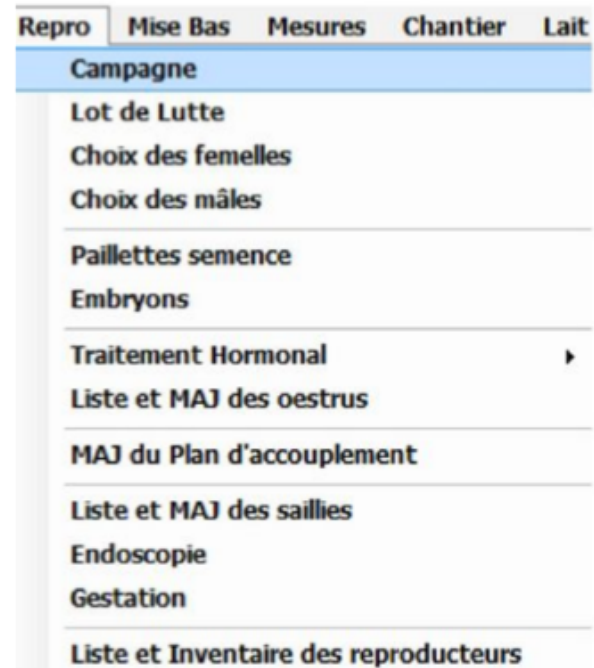 Repro Mise Bas Mesures Chantier Lait
Campagne
Lot de Lutte
Choix des femelles
Choix des mâles
Paillettes semence
Embryons
Traitement Hormonal
Liste et MAJ des oestrus
MAJ du Plan d'accouplement
Liste et MAJ des saillies
Endoscopie
Gestation
Liste et Inventaire des reproducteurs